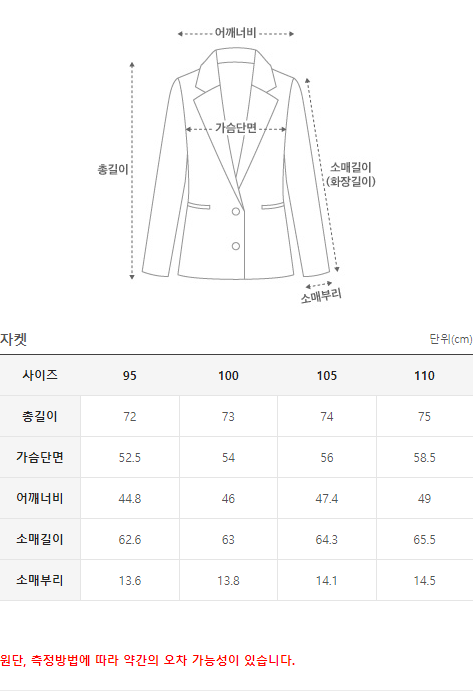 어깨너비
가슴단면
총길이
소매길이
(화장길이)
소매부리
자켓 단위(cm)
사이즈 95 100 105 110
총길이 72 73 74 75
가슴단면 52.5 54 56 58.5
어깨너비 44.8 46 47.4 49
소매길이 62.6 63 64.3 65.5
소매부리 13.6 13.8 14.1 14.5
원단, 측정방법에 따라 약간의 오차 가능성이 있습니다.